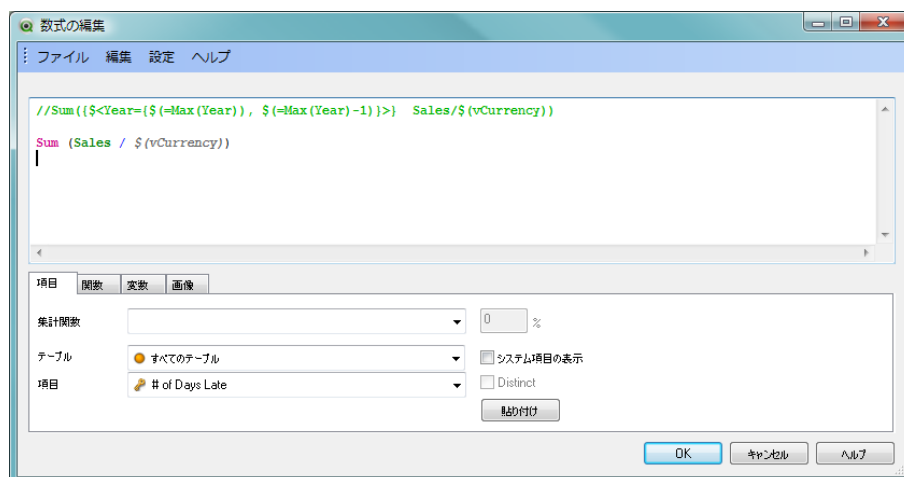 数式の編集
ファイル 編集 設定 ヘルプ
//Sum({$<Year={$(=Max(Year)), $(=Max(Year)-1)}>} Sales/$(vCurrency))
Sum (Sales / $(vCurrency))
項目 関数 変数 画像
集計関数 0 %
テーブル すべてのテーブル システム項目の表示
項目 # of Days Late Distinct
貼り付け
OK キャンセル ヘルプ